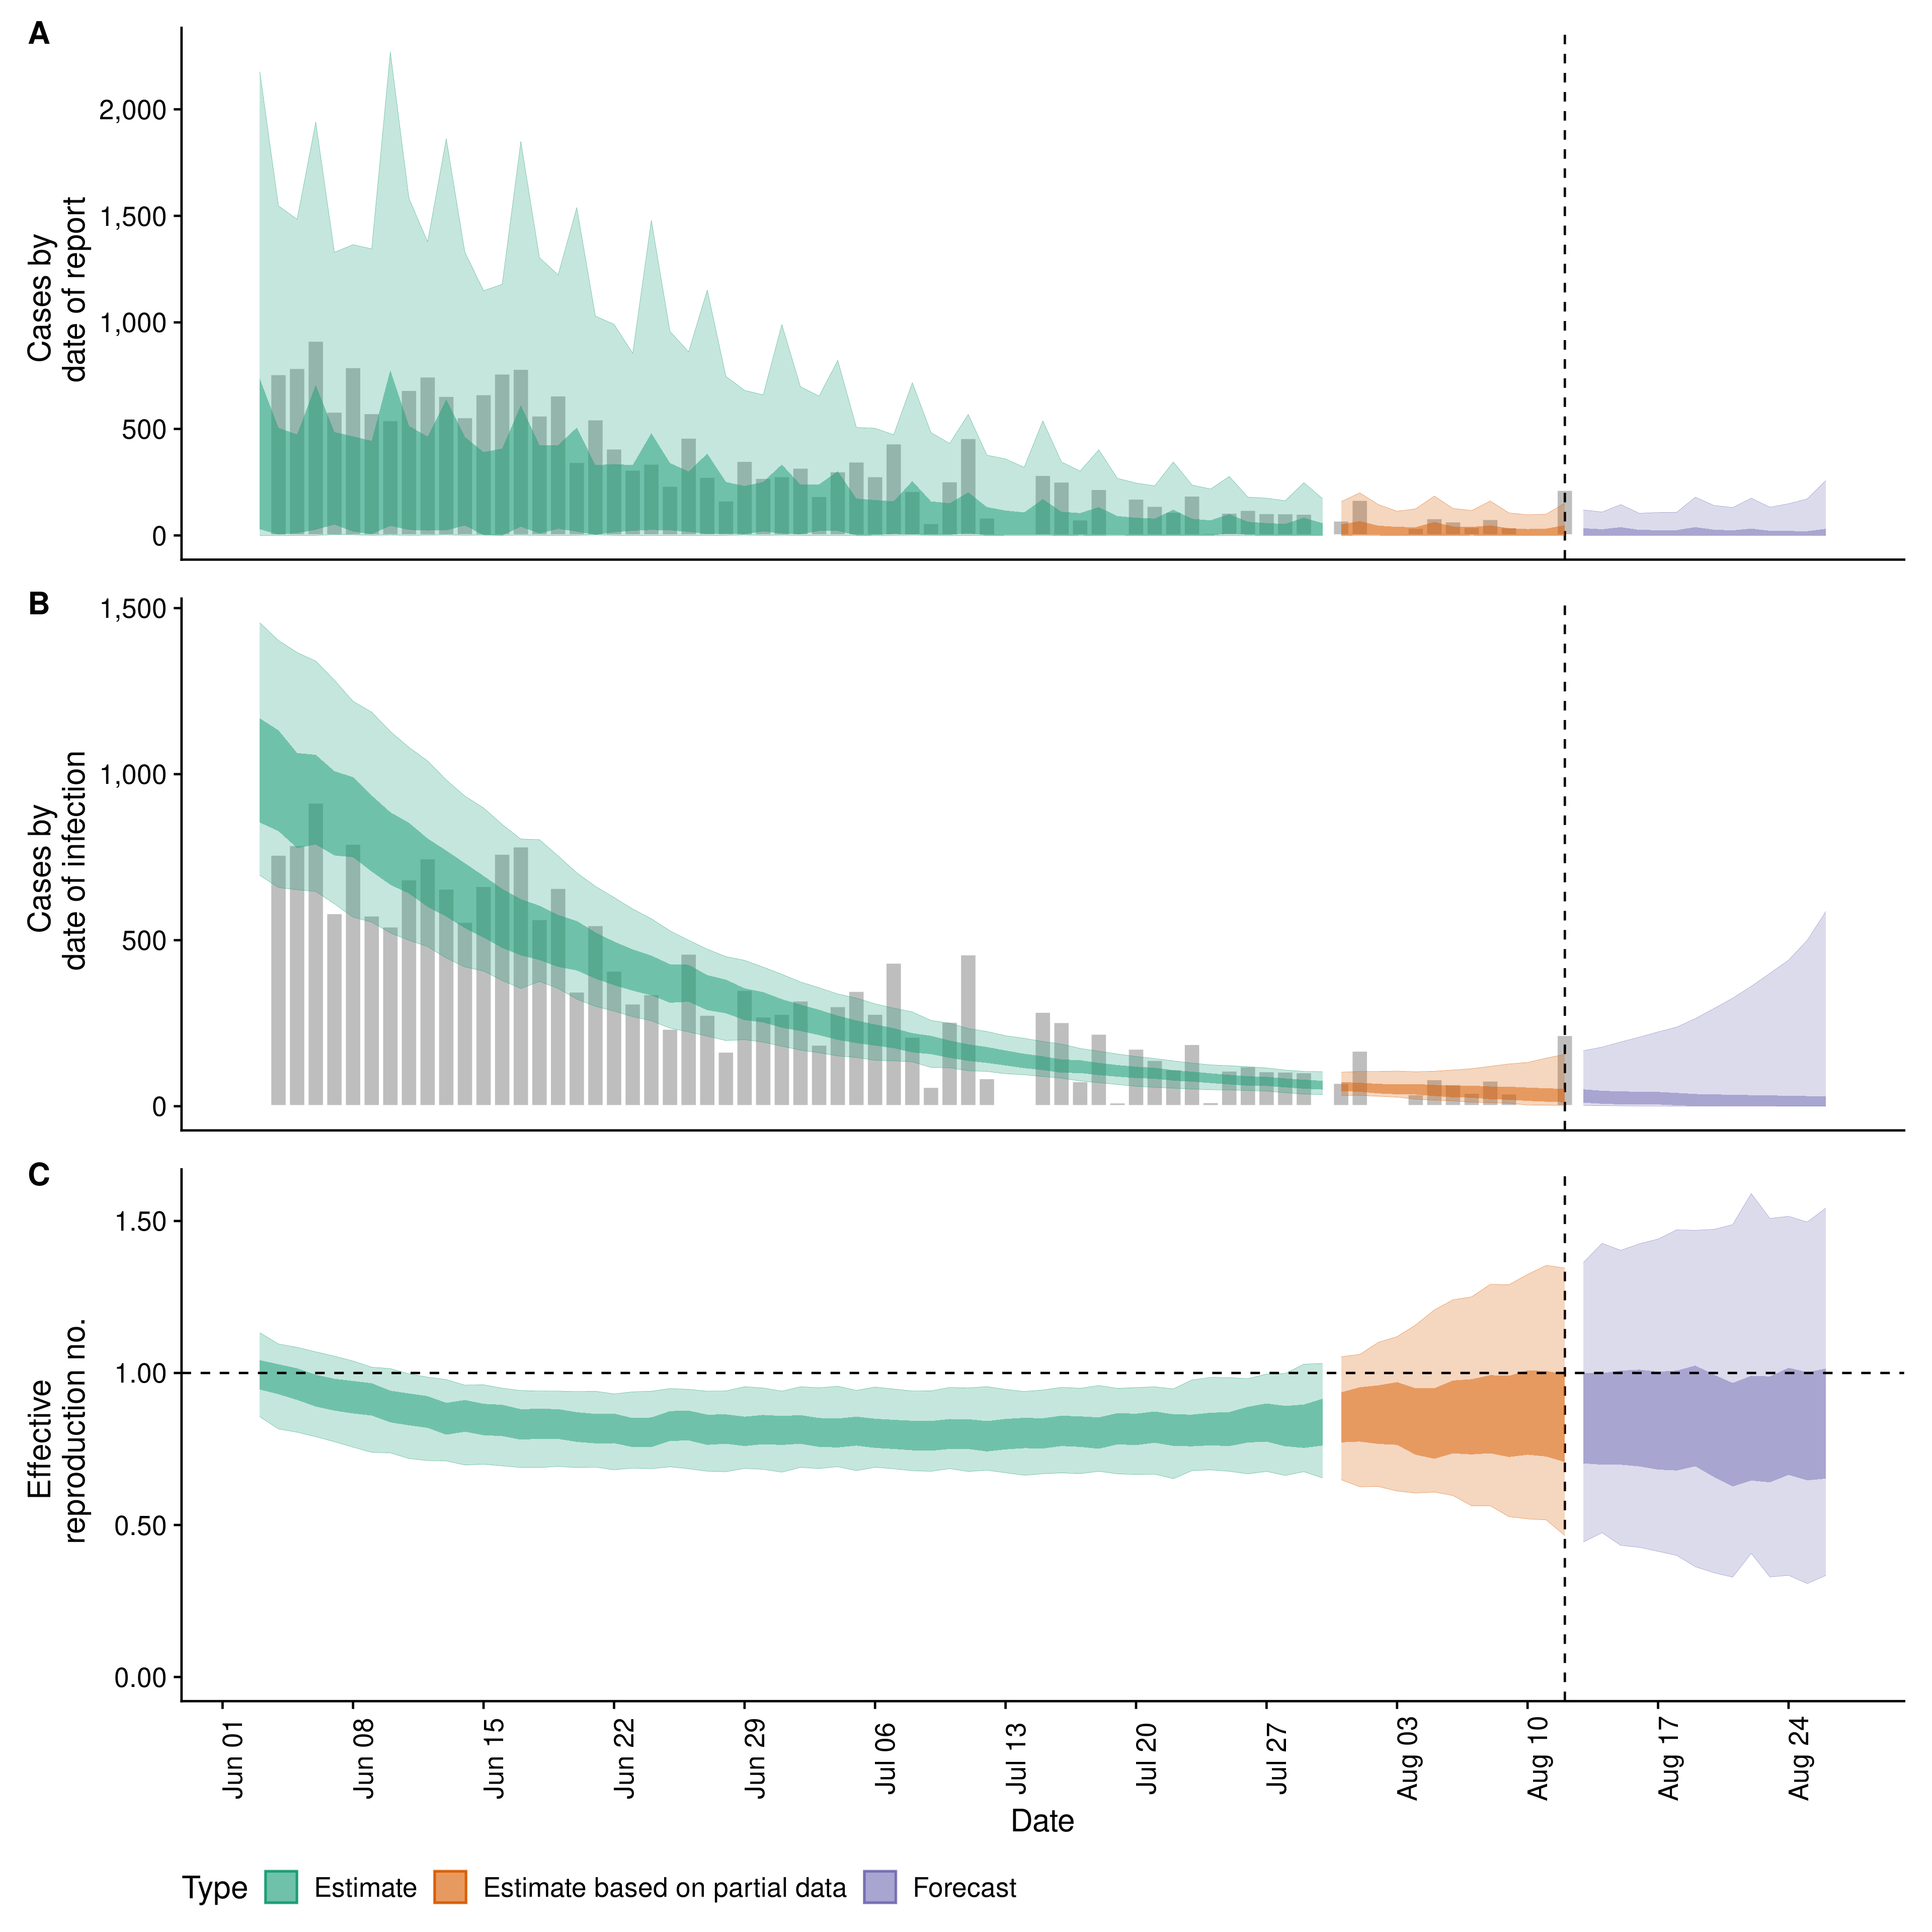 A
Cases by
date of report
2,000
1,500
1,000
500
0
B
Cases by
date of infection
1,500
1,000
500
0
C
Effective
reproduction no.
1.50
1.00
0.50
0.00
Jun 01
Jun 08
Jun 15
Jun 22
Jun 29
Jul 06
Jul 13
Jul 20
Jul 27
Aug 03
Aug 10
Aug 17
Aug 24
Date
Type
Estimate
Estimate based on partial data
Forecast